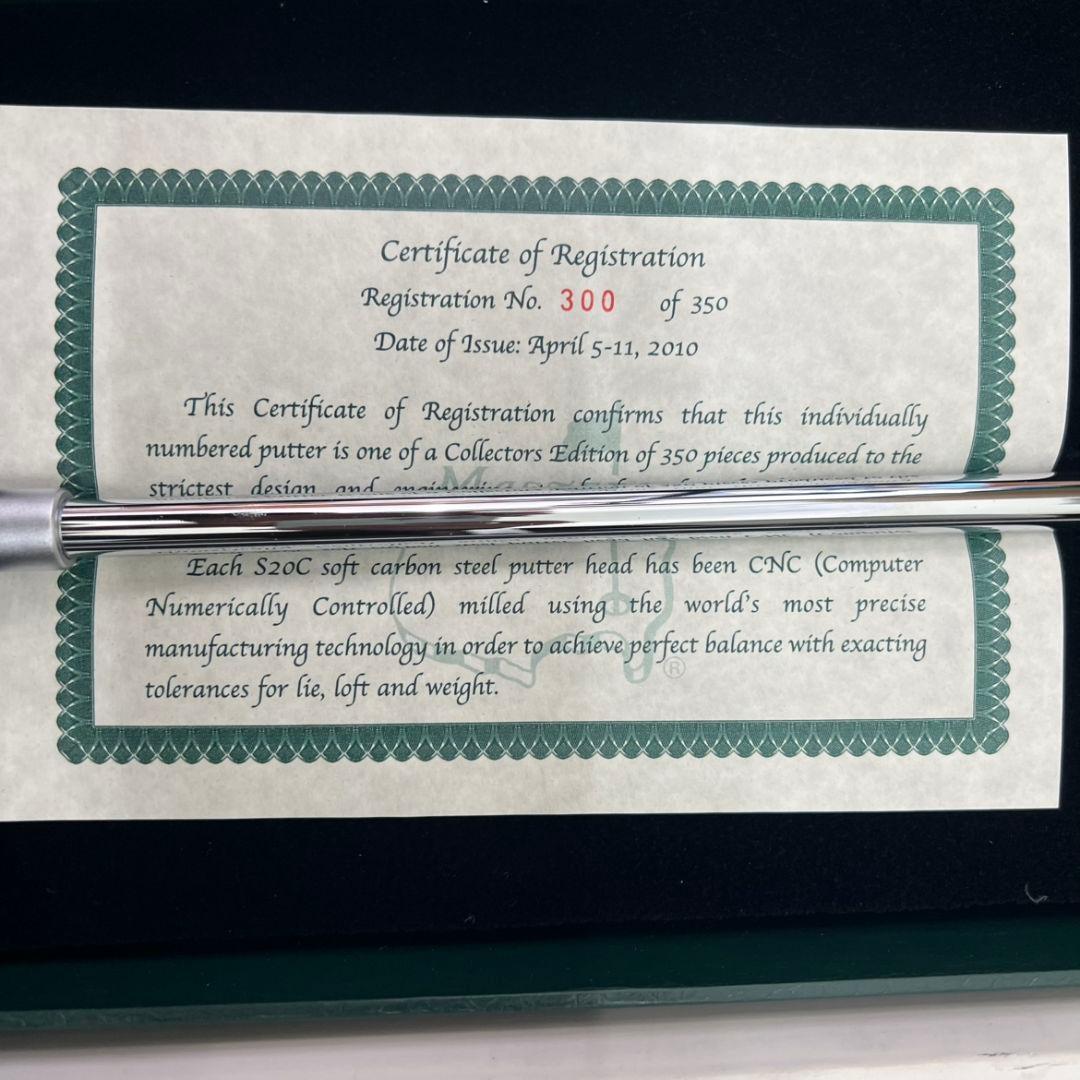 Certificate of Registration
Registration No. 300 of 350
Date of Issue: April 5-11, 2010
This Certificate of Registration confirms that this individually
numbered putter is one of a Collectors Edition of 350 pieces produced to the
strictest design and
Each S20C soft carbon steel putter head has been CNC (Computer
Numerically Controlled) milled using the world's most precise
manufacturing technology in order to achieve perfect balance with exacting
tolerances for lie, loft and weight.
®